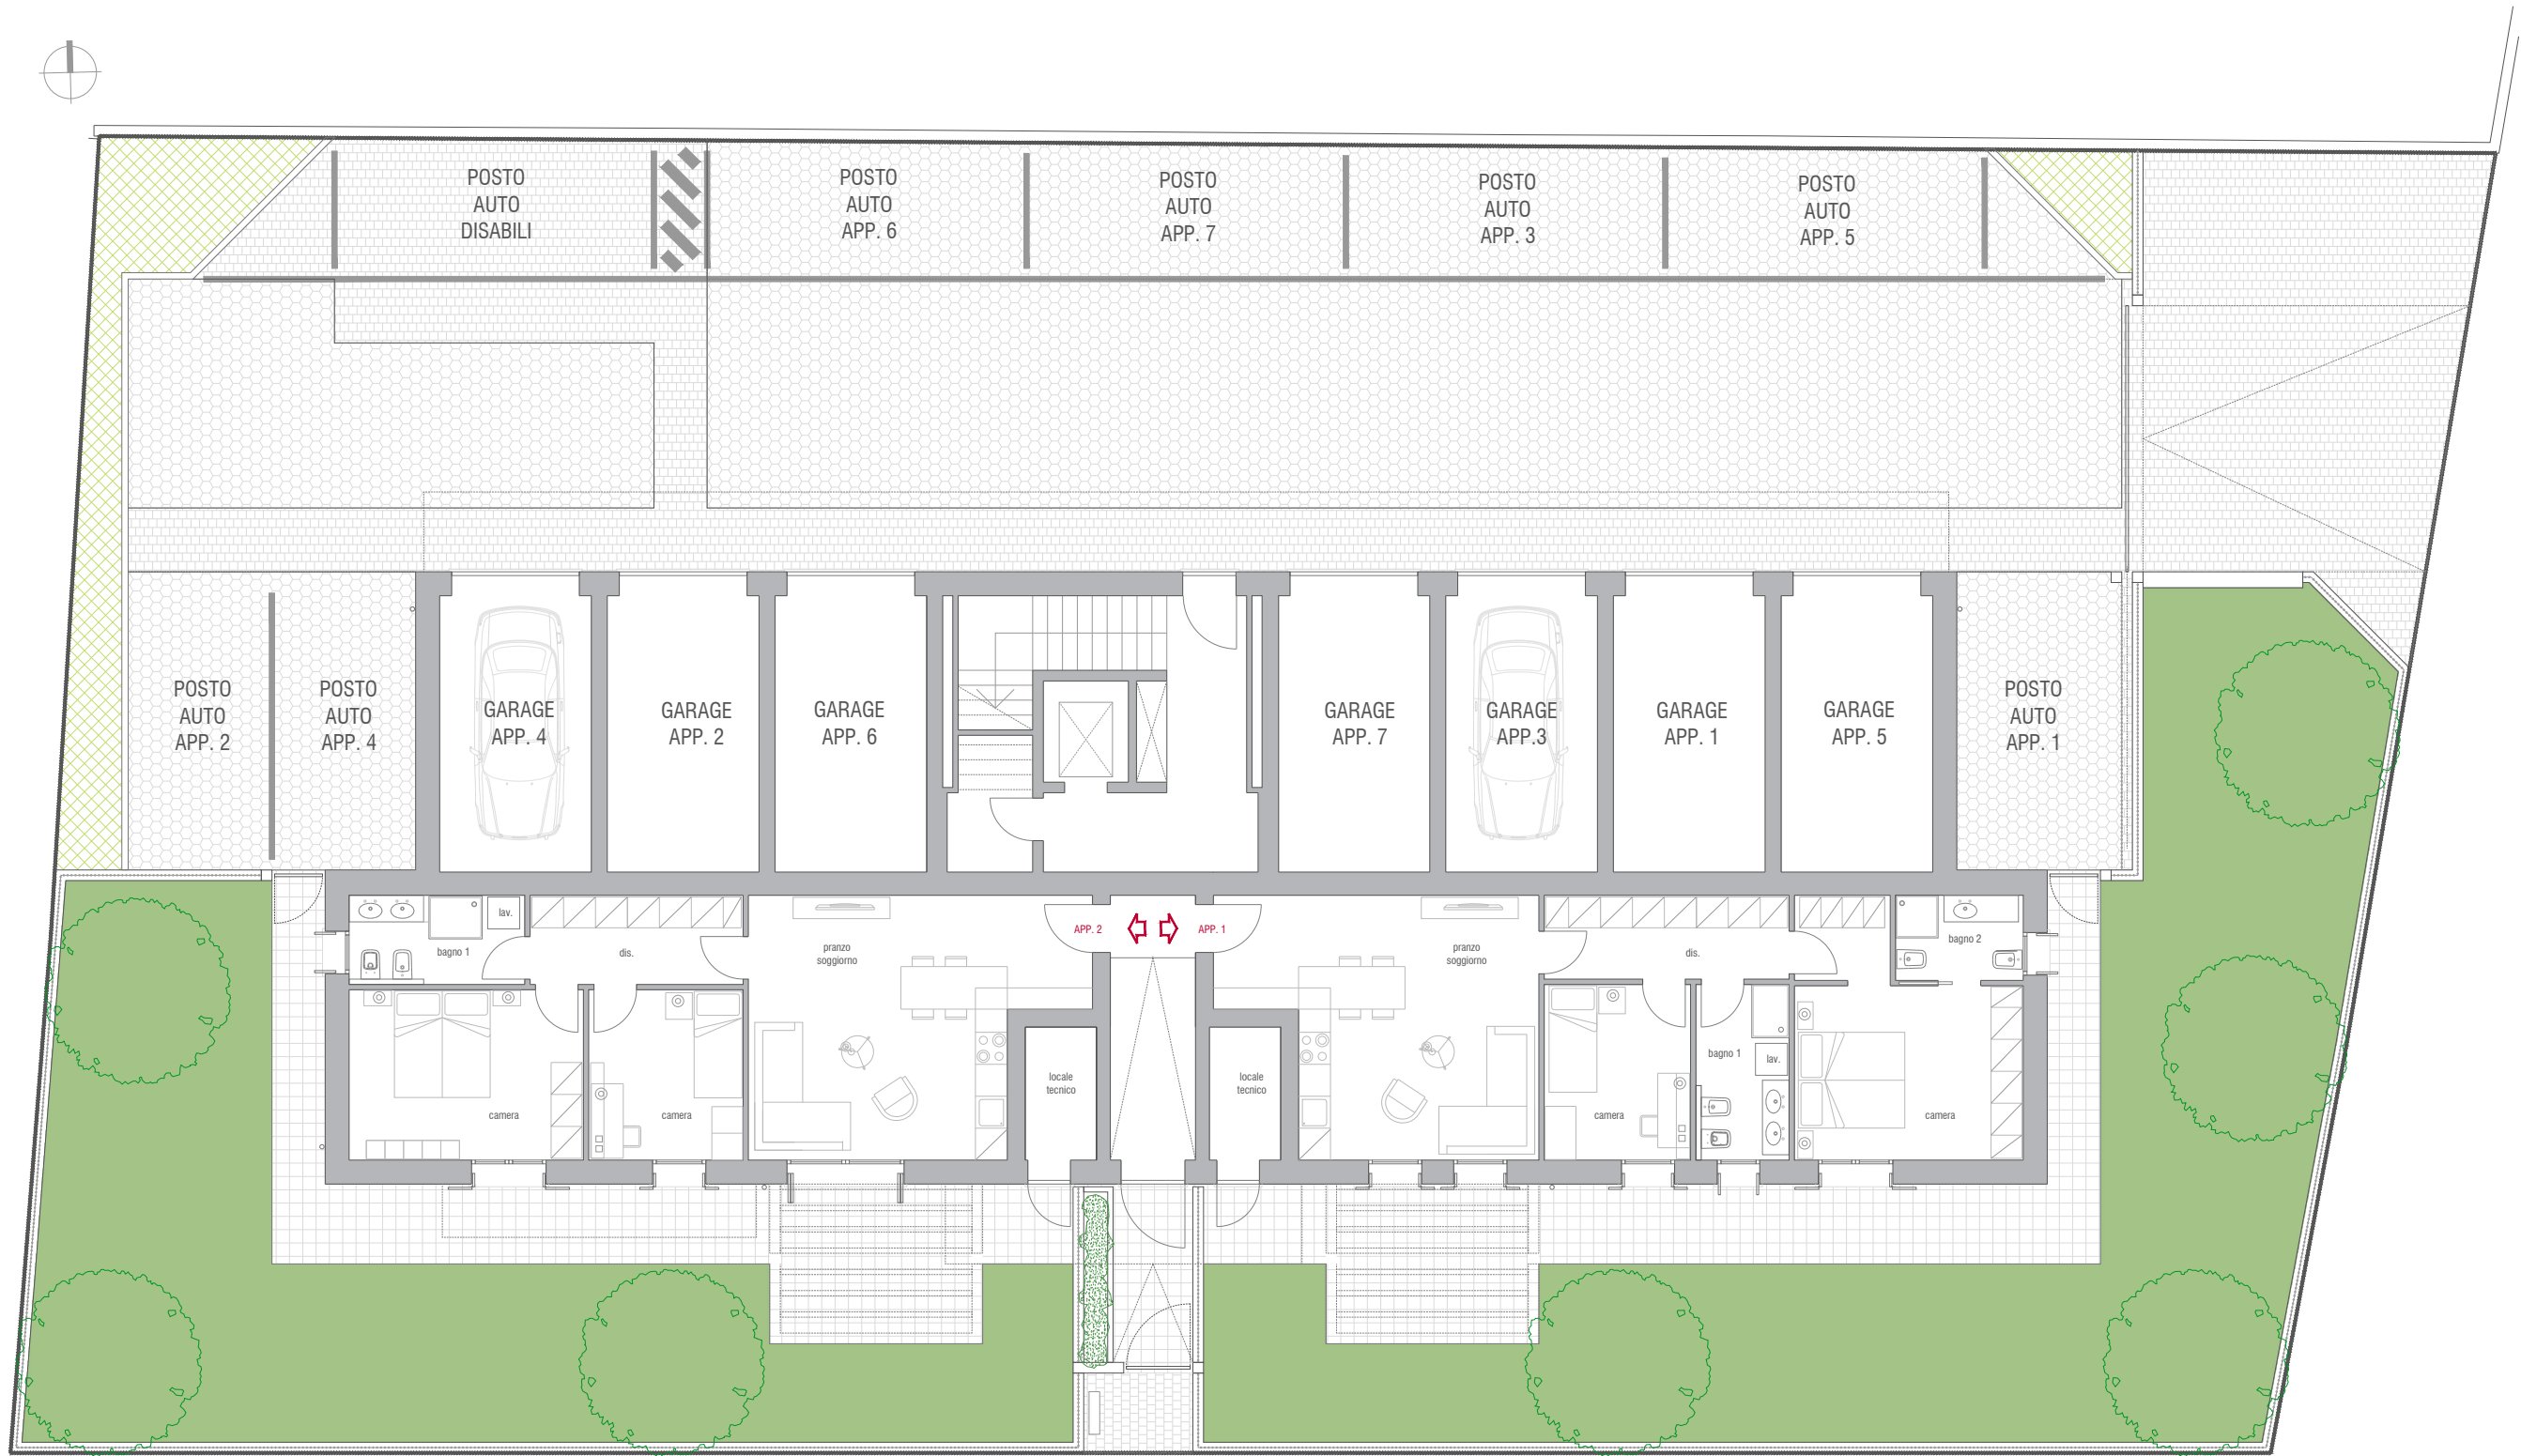 POSTO
AUTO
DISABILI
POSTO
AUTO
APP. 6
POSTO
AUTO
APP. 7
POSTO
AUTO
APP. 3
POSTO
AUTO
APP. 5
POSTO
AUTO
APP. 2
POSTO
AUTO
APP. 4
GARAGE
APP. 4
GARAGE
APP. 2
GARAGE
APP. 6
GARAGE
APP. 7
GARAGE
APP.3
GARAGE
APP. 1
GARAGE
APP. 5
POSTO
AUTO
APP. 1
lav.
bagno 1
dis.
pranzo
soggiorno
APP. 2
APP. 1
pranzo
soggiorno
dis.
bagno 2
camera
camera
locale
tecnico
locale
tecnico
camera
bagno 1
lav.
camera